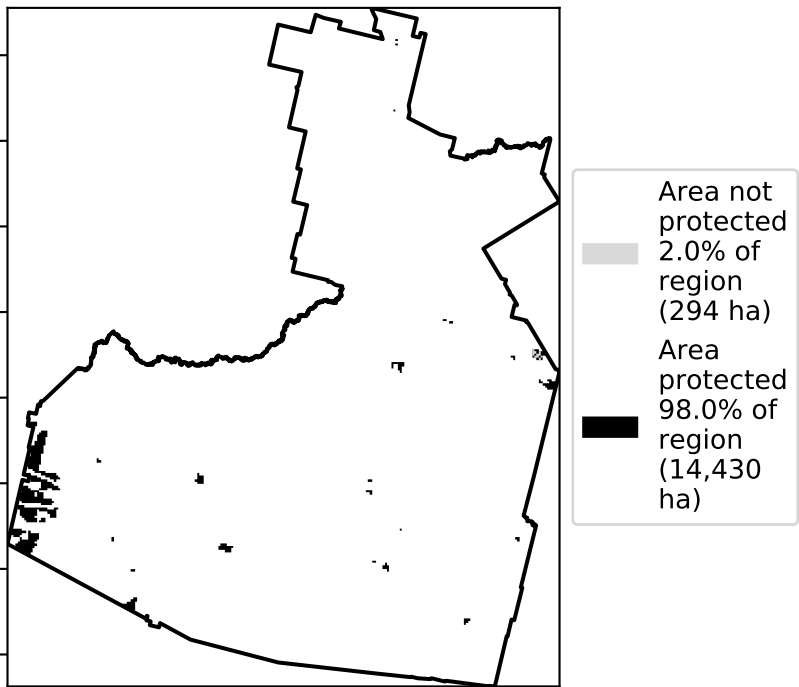 Area not
protected
2.0% of
region
(294 ha)
Area
protected
98.0% of
region
(14,430
ha)